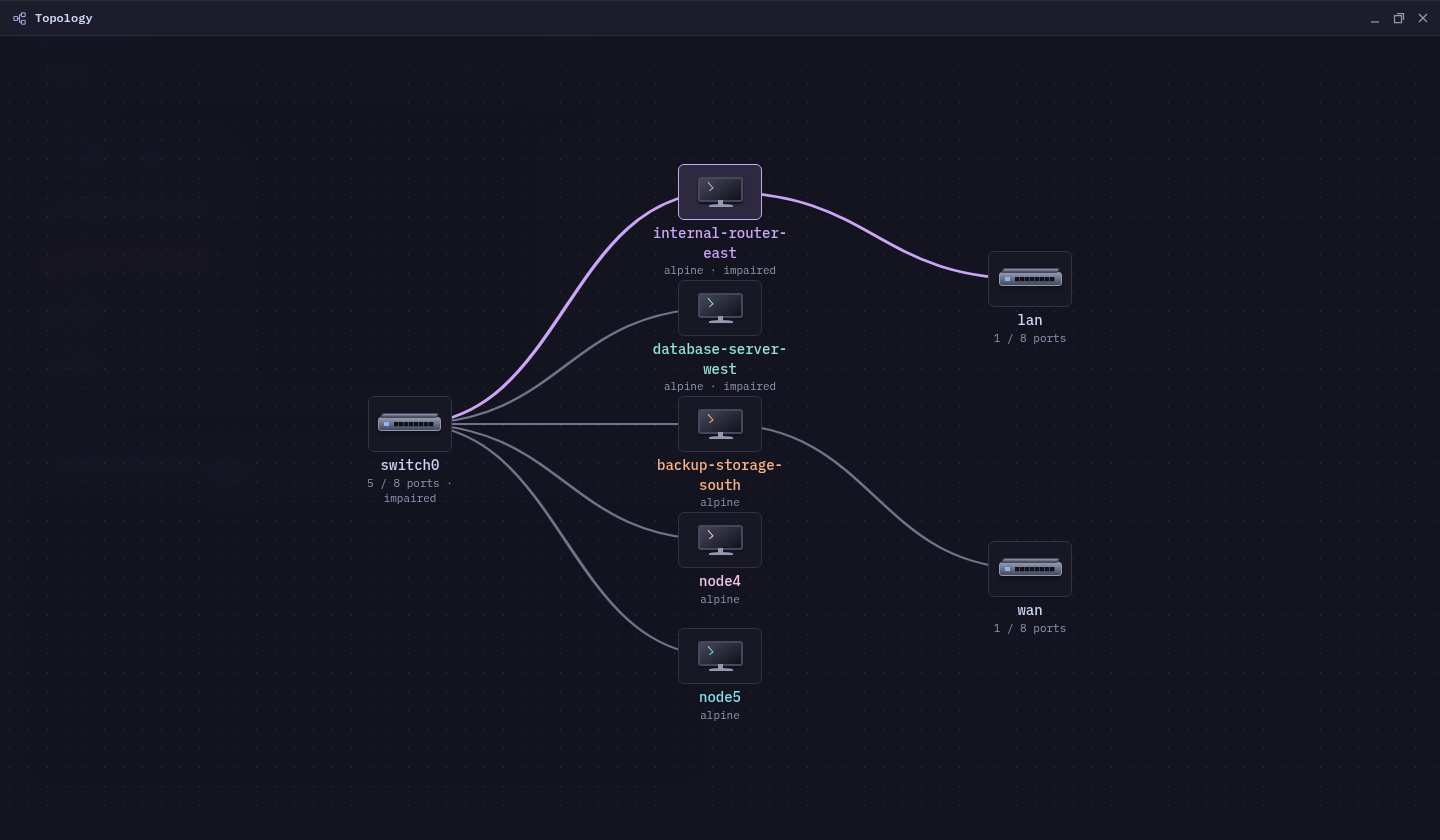 Topology
internal-router-
east
alpine · impaired
database-server-
west
alpine · impaired
backup-storage-
south
alpine
node4
alpine
node5
alpine
switch0
5 / 8 ports ·
impaired
lan
1 / 8 ports
wan
1 / 8 ports